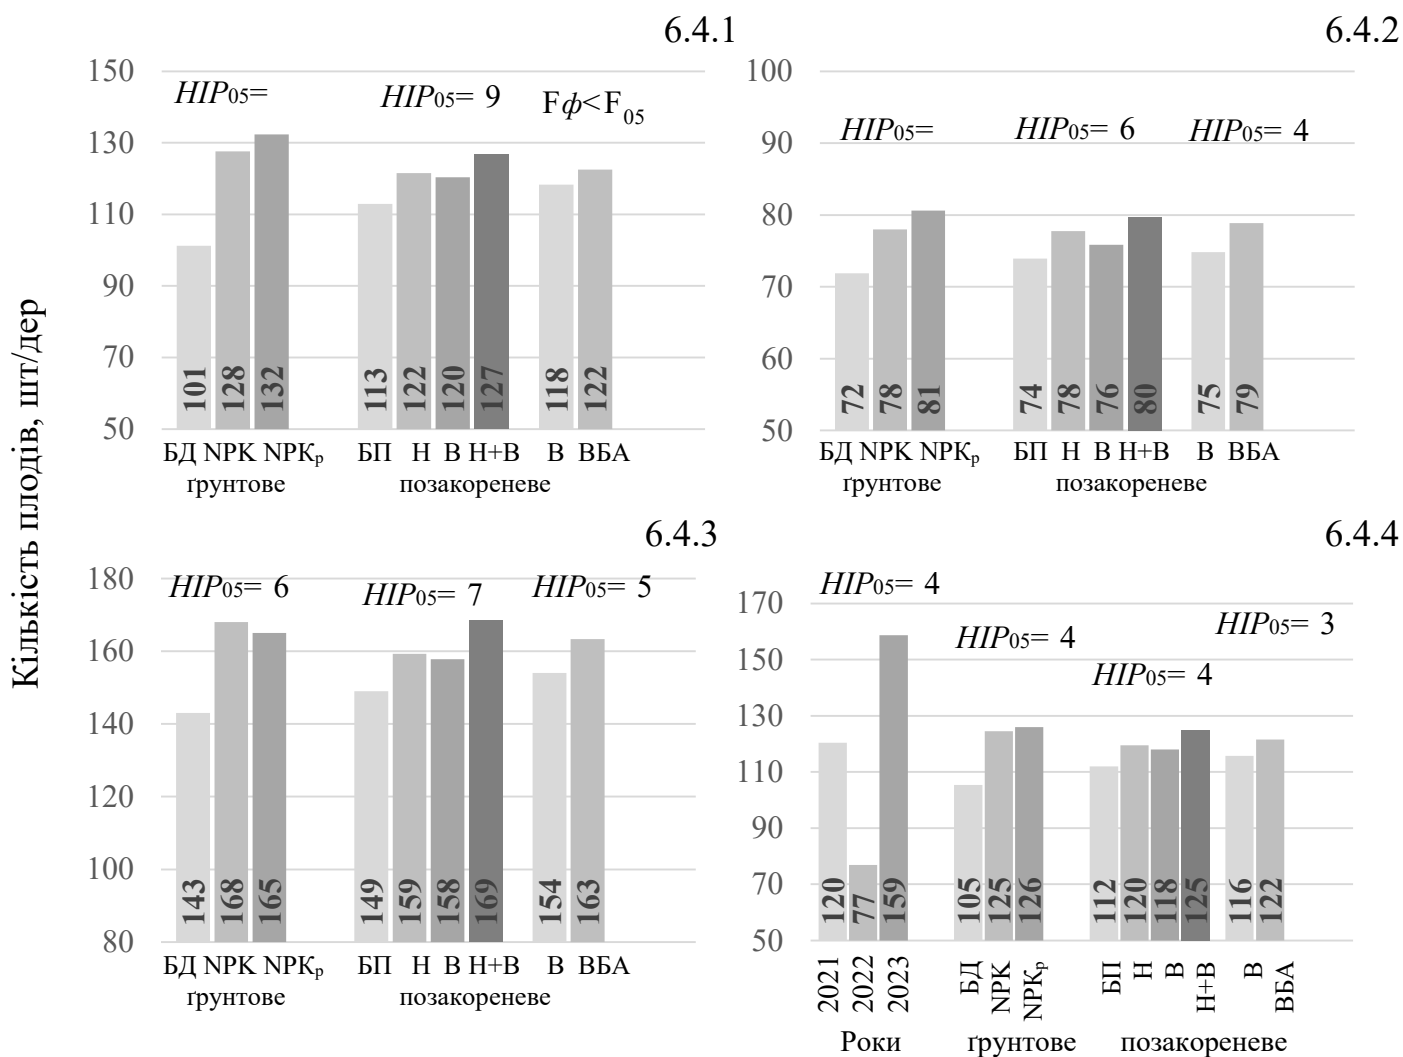 6.4.1
150
130
110
90
70
50
HIP05=
HIP05= 9
Fф<F05
101
128
132
113
122
120
127
118
122
БД NPK NPKр
ґрунтове
БП Н В Н+В
позакореневе
В ВБА
6.4.2
100
90
80
70
60
50
HIP05=
HIP05= 6
HIP05= 4
72
78
81
74
78
76
80
75
79
БД NPK NPKр
ґрунтове
БП Н В Н+В
позакореневе
В ВБА
Кількість плодів, шт/дер
6.4.3
180
160
140
120
100
80
HIP05= 6
HIP05= 7
HIP05= 5
143
168
165
149
159
158
169
154
163
БД NPK NPKр
ґрунтове
БП Н В Н+В
позакореневе
В ВБА
6.4.4
170
150
130
110
90
70
50
HIP05= 4
HIP05= 4
HIP05= 4
HIP05= 3
120
77
159
105
125
126
112
120
118
125
116
122
2021
2022
2023
Роки
БД
NPK
NPKр
ґрунтове
БП
Н
В
Н+В
позакореневе
В
ВБА